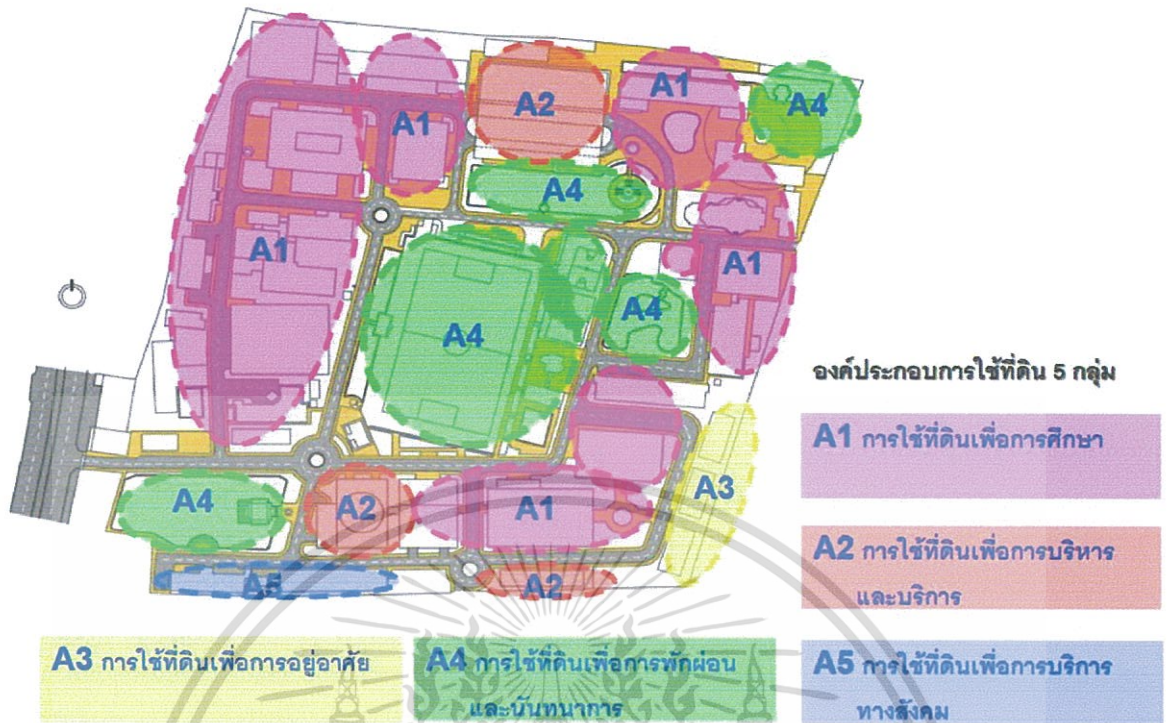 A1
A2
A1
A4
A1
A4
A1
A1
A4
A4
A4
A2
A1
A3
A5
A2
องค์ประกอบการใช้ที่ดิน 5 กลุ่ม
A1 การใช้ที่ดินเพื่อการศึกษา
A2 การใช้ที่ดินเพื่อการบริหาร
และบริการ
A3 การใช้ที่ดินเพื่อการอยู่อาศัย
A4 การใช้ที่ดินเพื่อการพักผ่อน
และนันทนาการ
A5 การใช้ที่ดินเพื่อการบริการ
ทางสังคม